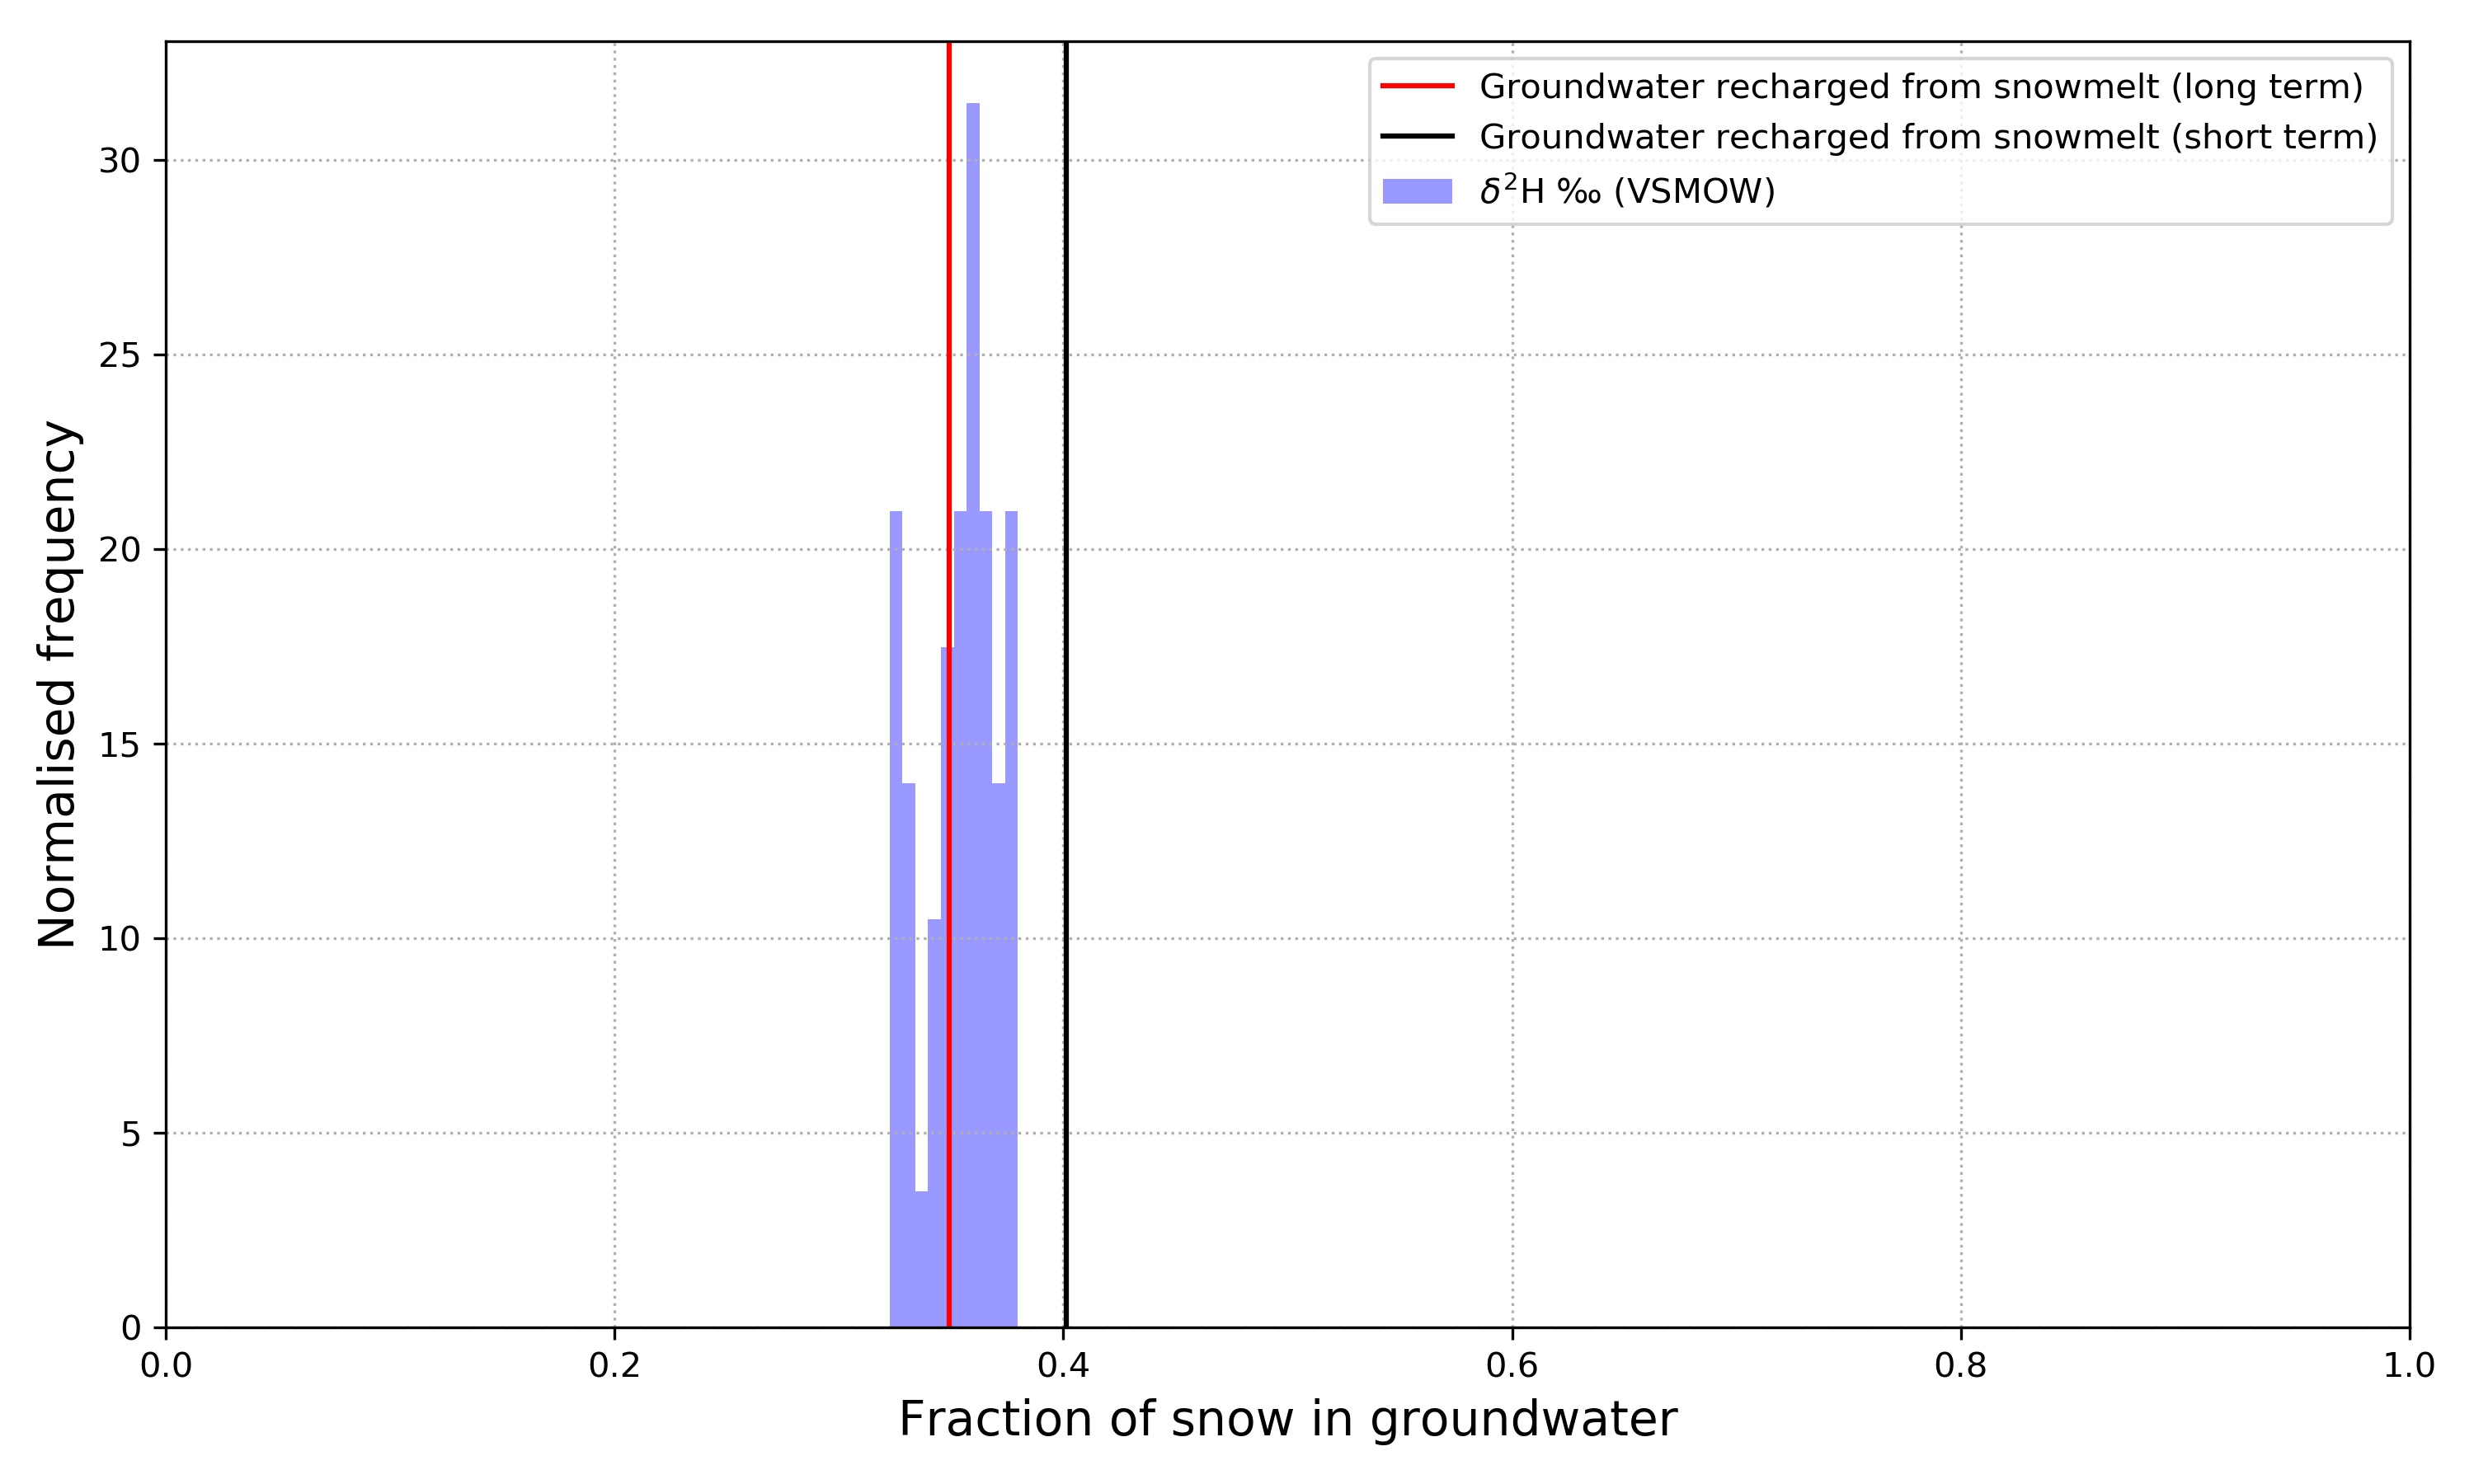 Groundwater recharged from snowmelt (long term)
Groundwater recharged from snowmelt (short term)
δ²H ‰ (VSMOW)
30
25
20
15
10
5
0
Normalised frequency
0.0 0.2 0.4 0.6 0.8 1.0
Fraction of snow in groundwater